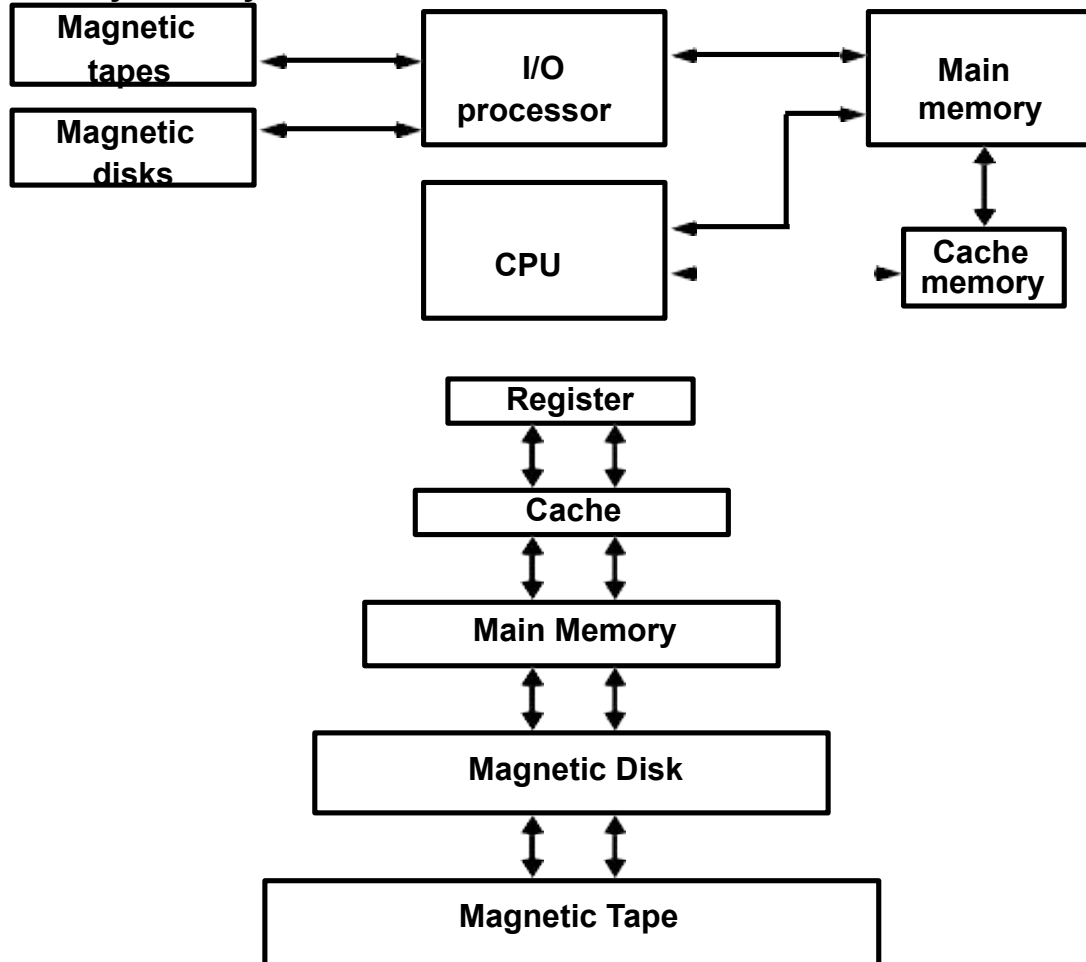 Magnetic
tapes
I/O
processor
Main
memory
Magnetic
disks
CPU
Cache
memory
Register
Cache
Main Memory
Magnetic Disk
Magnetic Tape